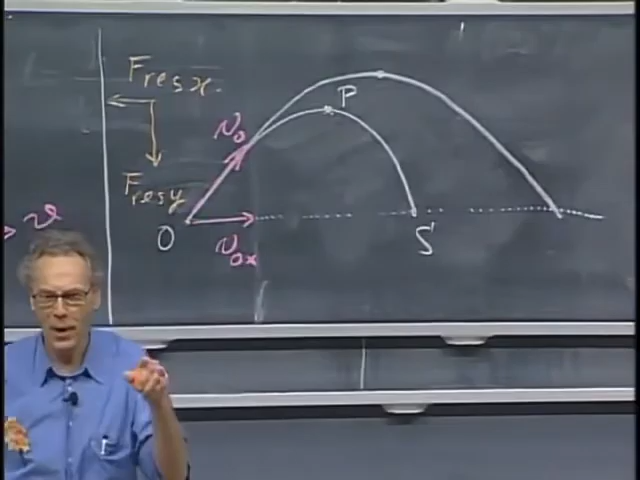 Fres x
Fres y
v
v₀
v₀ₓ
O
P
S'